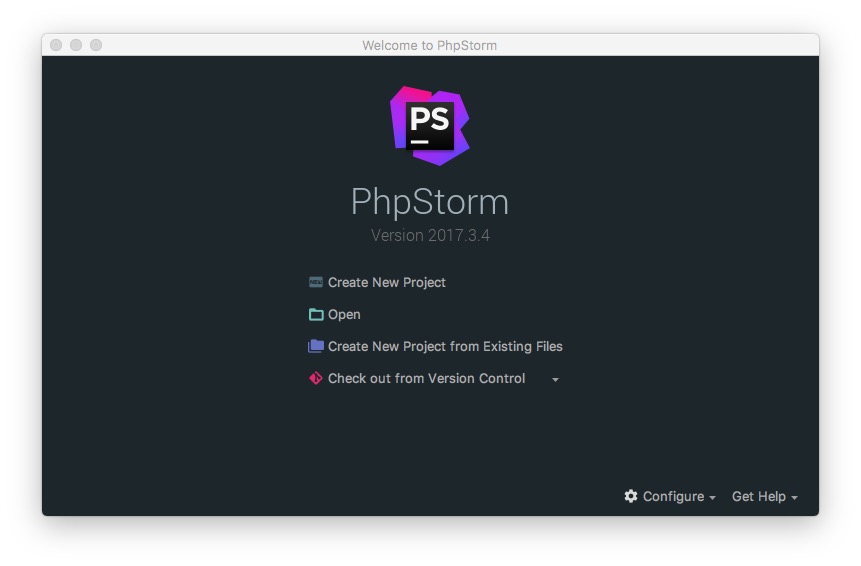 Welcome to PhpStorm
PS
PhpStorm
Version 2017.3.4
NEW Create New Project
Open
Create New Project from Existing Files
Check out from Version Control
Configure Get Help